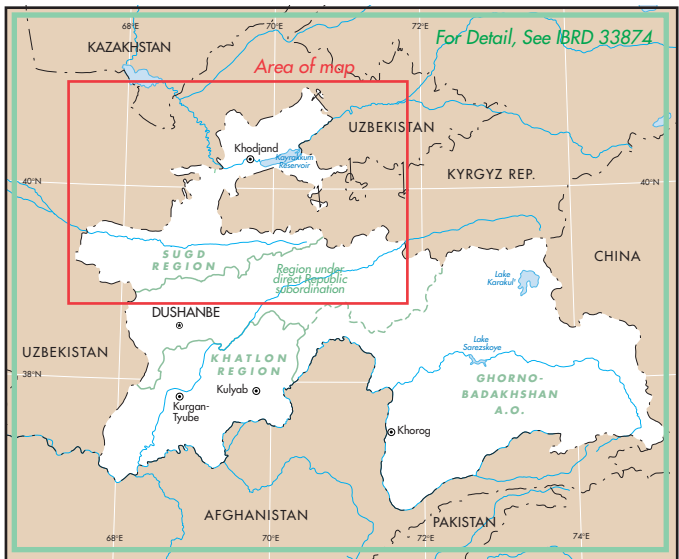 68°E
70°E
72°E
For Detail, See IBRD 33874
KAZAKHSTAN
Area of map
UZBEKISTAN
Khodjand
Kayrakkum
Reservoir
KYRGYZ REP.
40°N
40°N
SUGD
REGION
Region under
direct Republic
subordination
CHINA
Lake
Karakul'
DUSHANBE
UZBEKISTAN
KHATLON
REGION
Lake
Sarezskoye
38°N
GHORNO-
BADAKHSHAN
A.O.
Kulyab
Kurgan-
Tyube
Khorog
AFGHANISTAN
PAKISTAN
68°E
70°E
72°E
74°E